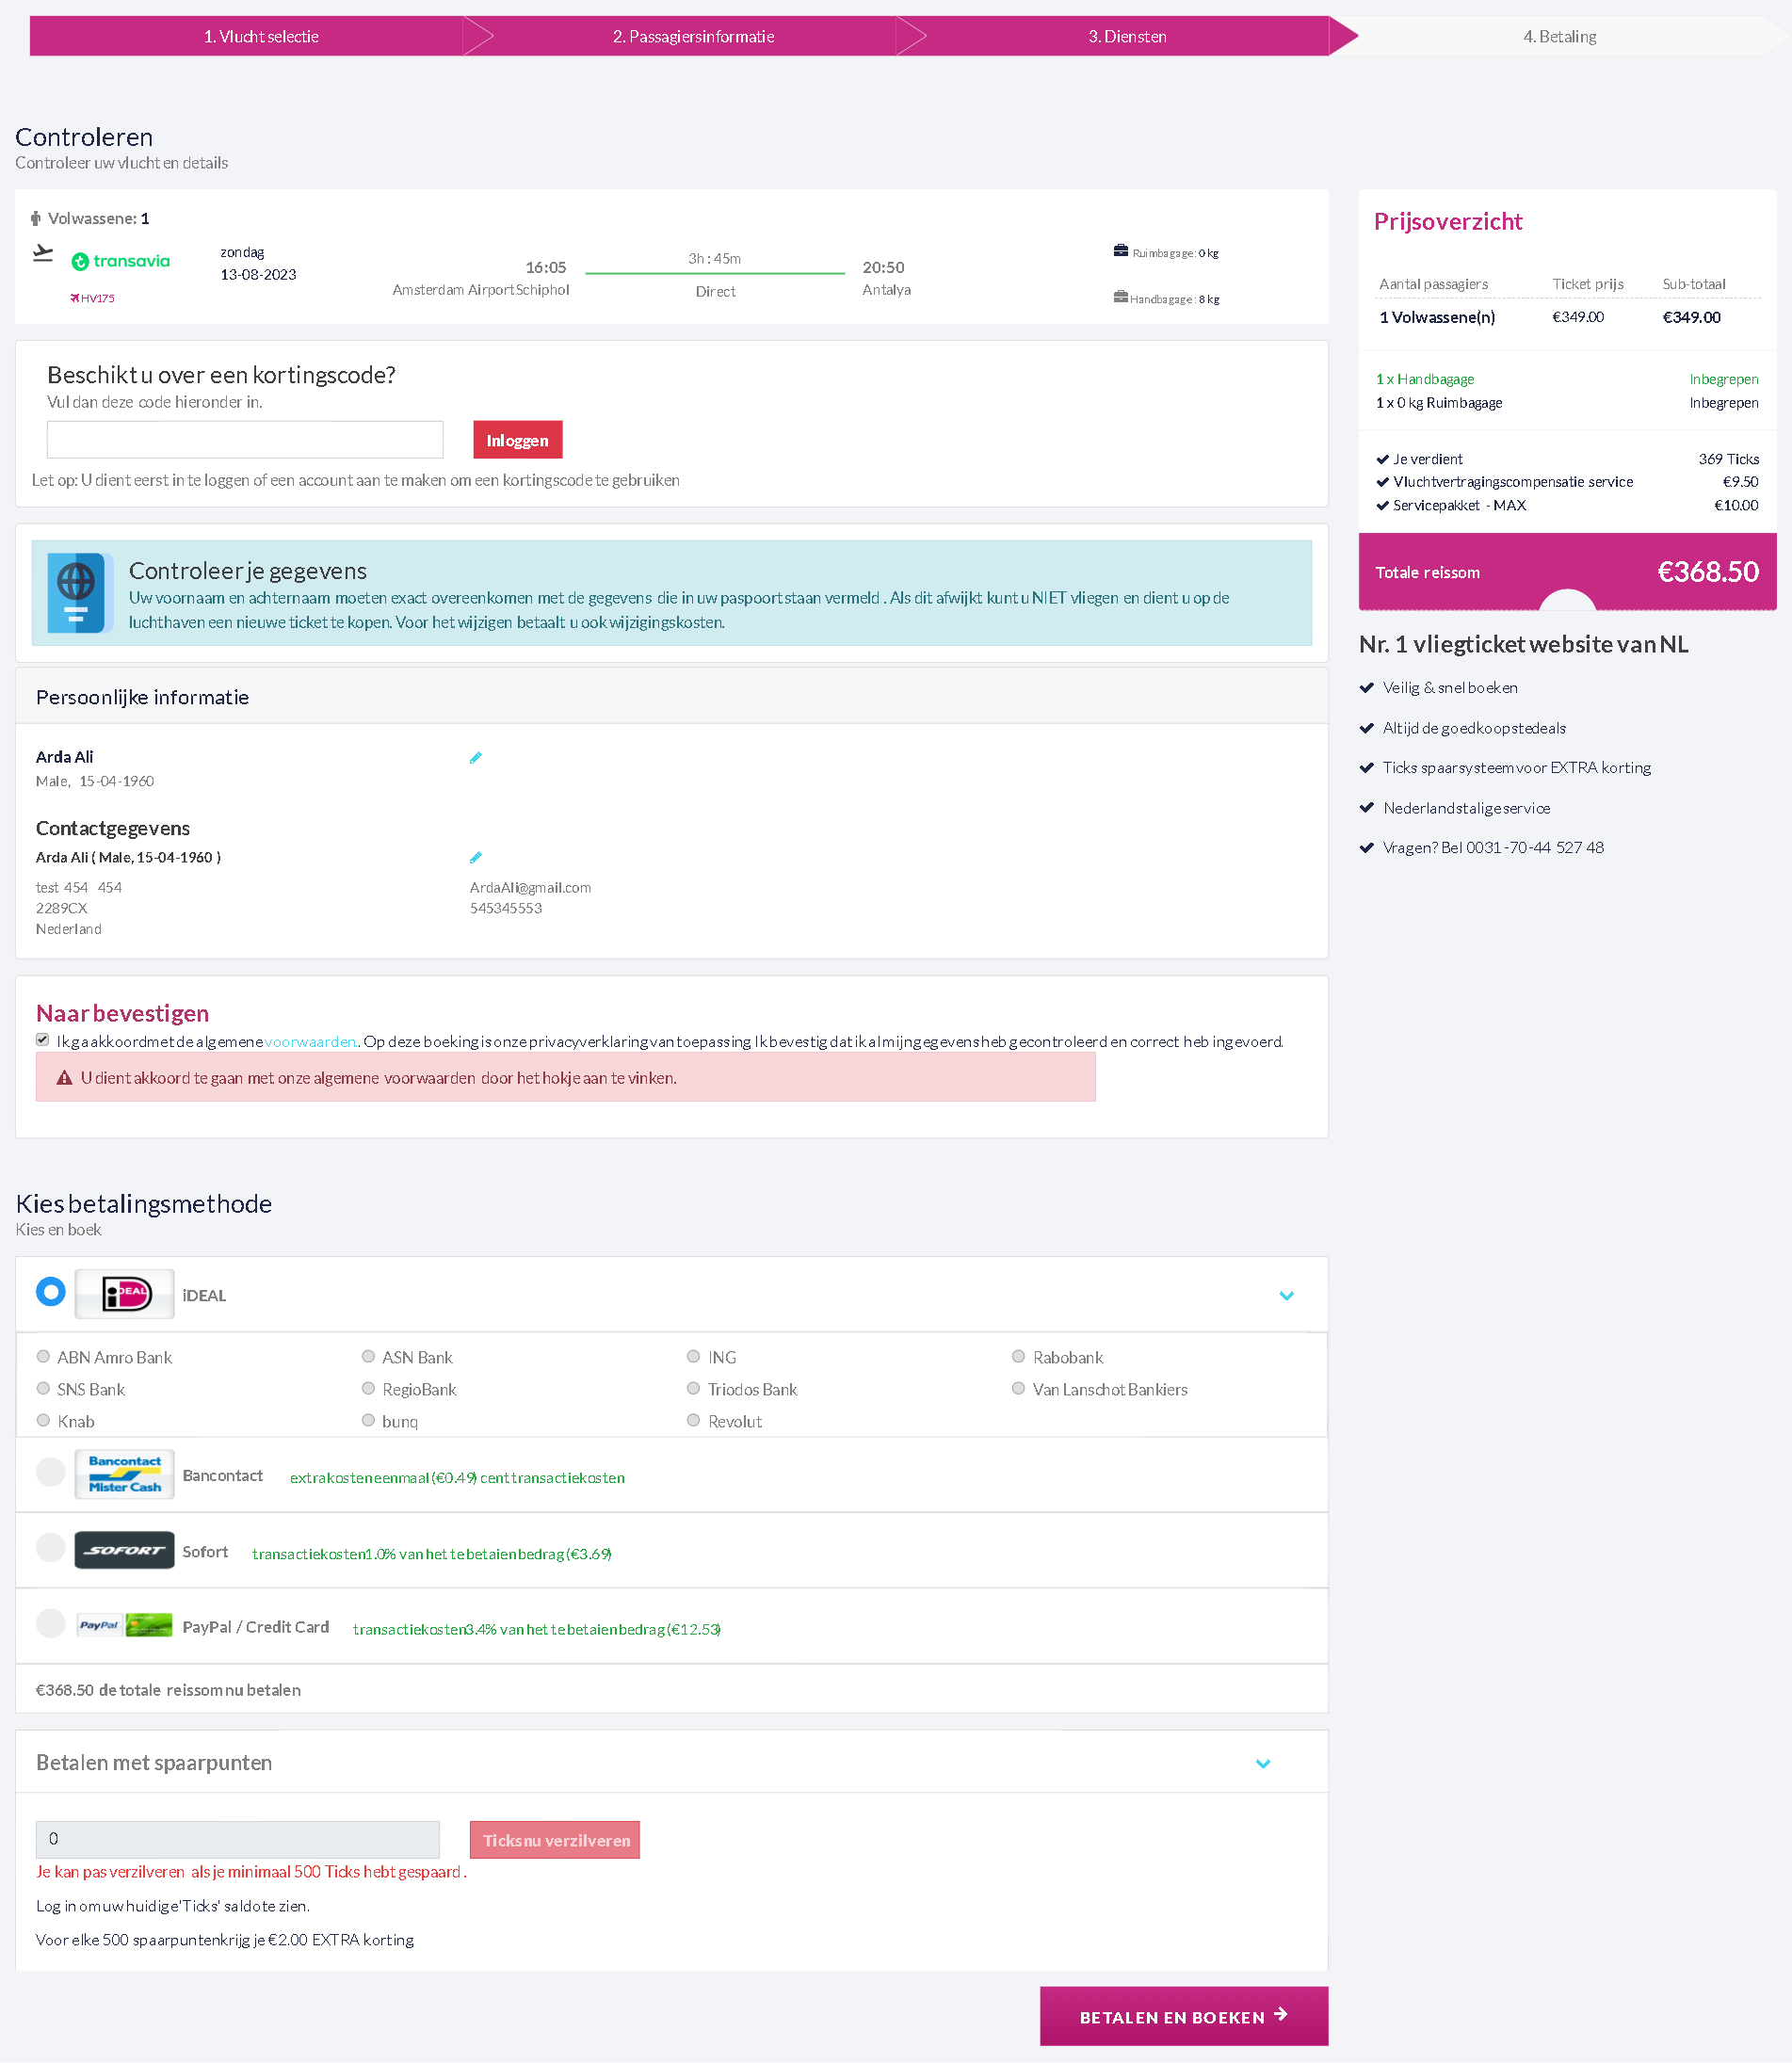 1. Vlucht selectie
2. Passagiersinformatie
3. Diensten
4. Betaling
Controleren
Controleer uw vlucht en details
Volwassene: 1
transavia
HV175
zondag
13-08-2023
16:05
Amsterdam Airport Schiphol
3h : 45m
Direct
20:50
Antalya
Ruimbagage: 0 kg
Handbagage: 8 kg
Beschikt u over een kortingscode?
Vul dan deze code hieronder in.
Inloggen
Let op: U dient eerst in te loggen of een account aan te maken om een kortingscode te gebruiken
Controleer je gegevens
Uw voornaam en achternaam moeten exact overeenkomen met de gegevens die in uw paspoort staan vermeld. Als dit afwijkt kunt u NIET vliegen en dient u op de
luchthaven een nieuwe ticket te kopen. Voor het wijzigen betaalt u ook wijzigingskosten.
Persoonlijke informatie
Arda Ali
Male, 15-04-1960
Contactgegevens
Arda Ali ( Male, 15-04-1960 )
test 454 454
2289CX
Nederland
ArdaAli@gmail.com
545345553
Naar bevestigen
Ik ga akkoord met de algemene voorwaarden.. Op deze boeking is onze privacyverklaring van toepassing. Ik bevestig dat ik al mijn gegevens heb gecontroleerd en correct heb ingevoerd.
U dient akkoord te gaan met onze algemene voorwaarden door het hokje aan te vinken.
Kies betalingsmethode
Kies en boek
iDEAL
iDEAL
ABN Amro Bank
ASN Bank
ING
Rabobank
SNS Bank
RegioBank
Triodos Bank
Van Lanschot Bankiers
Knab
bunq
Revolut
Bancontact
Mister Cash
Bancontact
extra kosten eenmaal (€0.49) cent transactiekosten
SOFORT
Sofort
transactiekosten1.0% van het te betalen bedrag (€3.69)
PayPal
PayPal / Credit Card
transactiekosten3.4% van het te betalen bedrag (€12.53)
€368.50 de totale reissom nu betalen
Betalen met spaarpunten
0
Ticks nu verzilveren
Je kan pas verzilveren als je minimaal 500 Ticks hebt gespaard.
Log in om uw huidige 'Ticks' saldo te zien.
Voor elke 500 spaarpunten krijg je €2.00 EXTRA korting
BETALEN EN BOEKEN
Prijsoverzicht
Aantal passagiers Ticket prijs Sub-totaal
1 Volwassene(n) €349.00 €349.00
1 x Handbagage Inbegrepen
1 x 0 kg Ruimbagage Inbegrepen
Je verdient 369 Ticks
Vluchtvertragingscompensatie service €9.50
Servicepakket - MAX €10.00
Totale reissom €368.50
Nr. 1 vliegticket website van NL
Veilig & snel boeken
Altijd de goedkoopste deals
Ticks spaarsysteem voor EXTRA korting
Nederlandstalige service
Vragen? Bel 0031-70-44 527 48